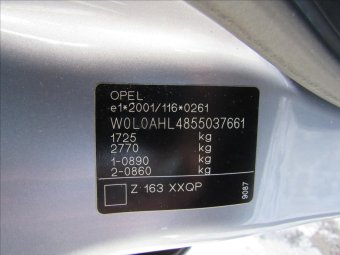 OPEL
e1*2001/116*0261
W0L0AHL4855037661
1725 kg
2770 kg
1-0890 kg
2-0860 kg
Z 163 XXQP
9087